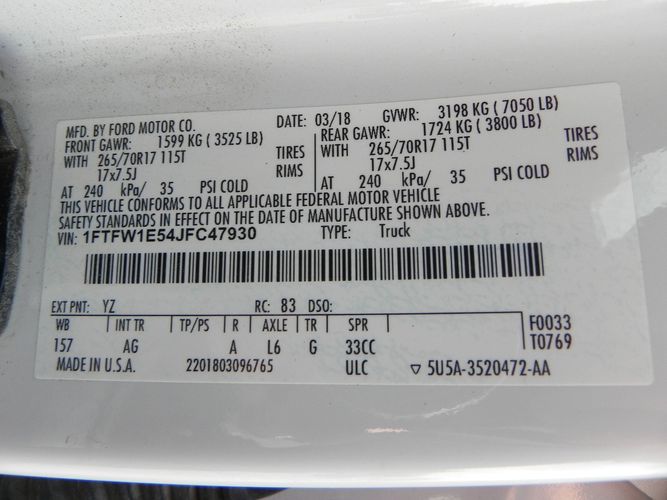 MFD. BY FORD MOTOR CO. DATE: 03/18 GVWR: 3198 KG ( 7050 LB)
FRONT GAWR: 1599 KG ( 3525 LB) REAR GAWR: 1724 KG ( 3800 LB)
WITH 265/70R17 115T TIRES WITH 265/70R17 115T TIRES
17x7.5J RIMS 17x7.5J RIMS
AT 240 kPa/ 35 PSI COLD AT 240 kPa/ 35 PSI COLD
THIS VEHICLE CONFORMS TO ALL APPLICABLE FEDERAL MOTOR VEHICLE
SAFETY STANDARDS IN EFFECT ON THE DATE OF MANUFACTURE SHOWN ABOVE.
VIN: 1FTFW1E54JFC47930 TYPE: Truck
EXT PNT: YZ RC: 83 DSO:
WB INT TR TP/PS R AXLE TR SPR F0033
157 AG A L6 G 33CC T0769
MADE IN U.S.A. 2201803096765 ULC ▽ 5U5A-3520472-AA